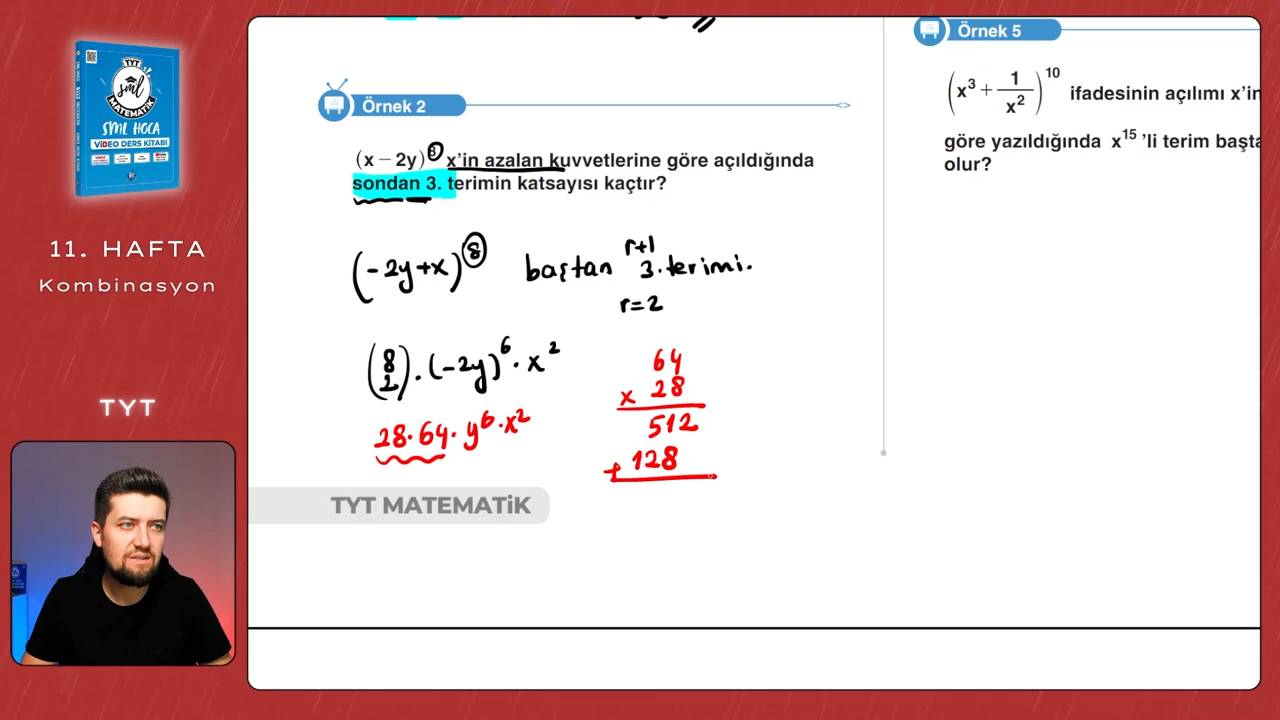 TYT
sml
MATEMATİK
SML HOCA
VİDEO DERS KİTABI
11. HAFTA
Kombinasyon
TYT
Örnek 2
(x – 2y)⁸ x'in azalan kuvvetlerine göre açıldığında
sondan 3. terimin katsayısı kaçtır?
(-2y+x)⁸ baştan 3. terimi.
r+1
r=2
(8 2) . (-2y)⁶ . x²
28.64. y⁶ . x²
64
x 28
512
+ 128
TYT MATEMATİK
Örnek 5
(x³ + 1/x²)¹⁰ ifadesinin açılımı x'in
göre yazıldığında x¹⁵ 'li terim başta
olur?